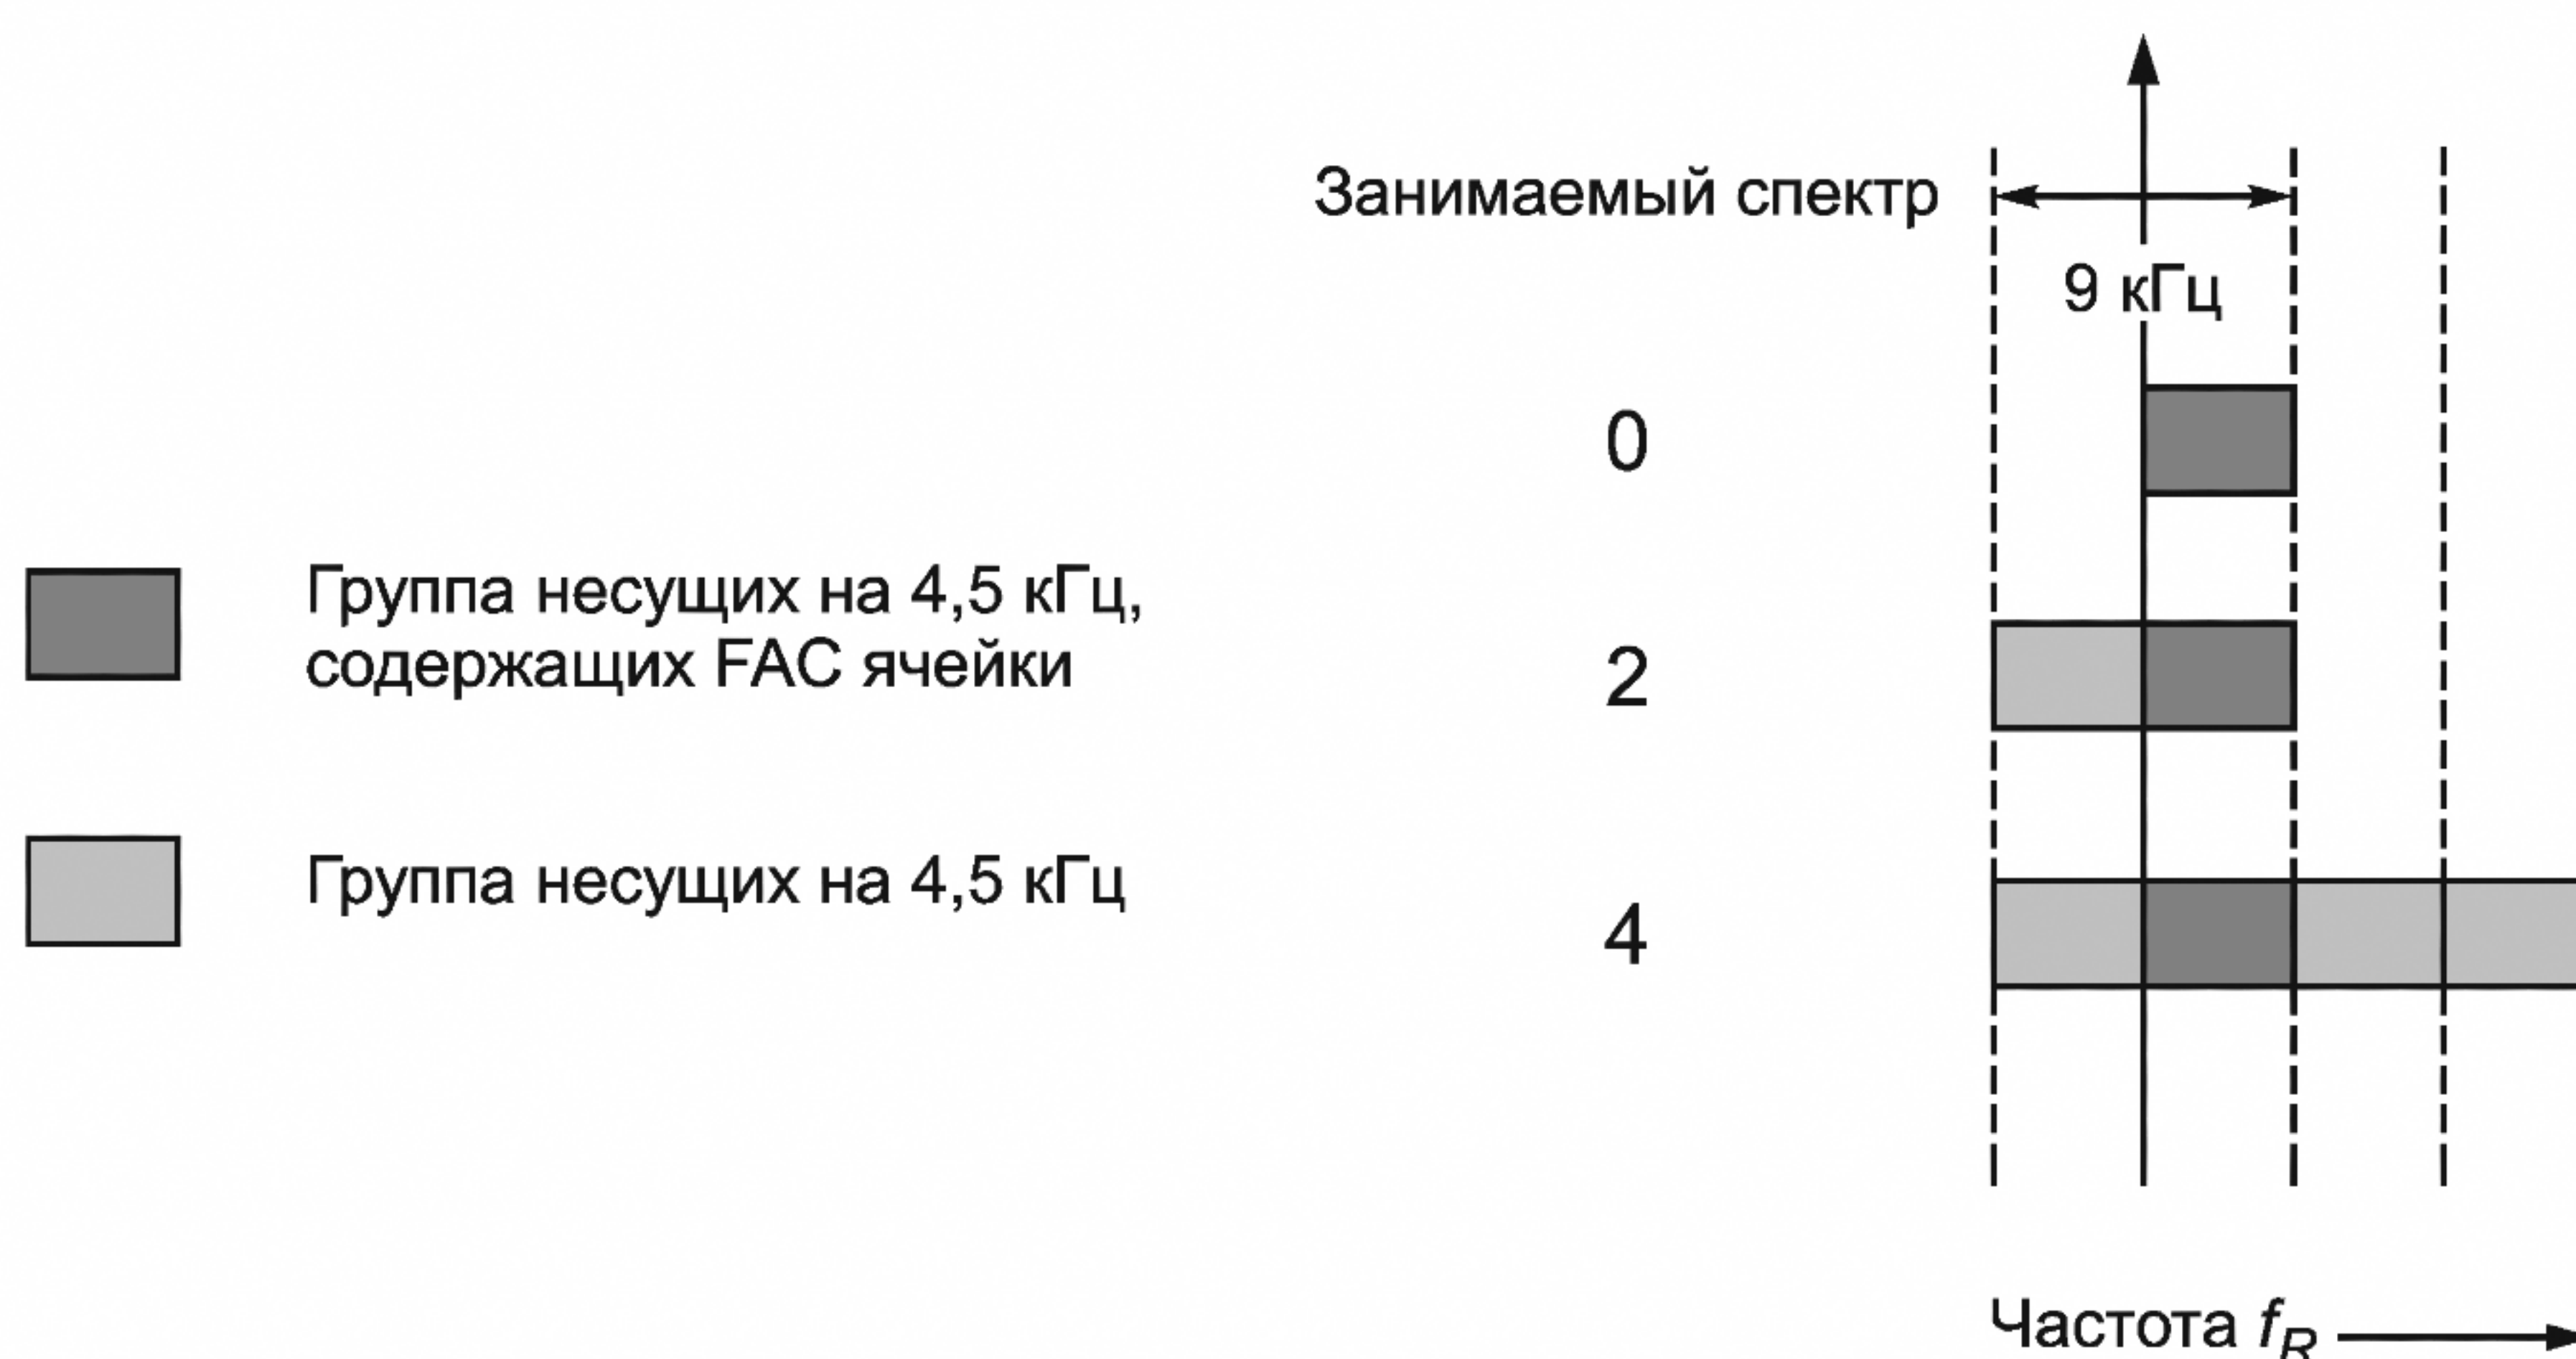 Занимаемый спектр
9 кГц
0
Группа несущих на 4,5 кГц,
содержащих FAC ячейки
2
Группа несущих на 4,5 кГц
4
Частота f_R